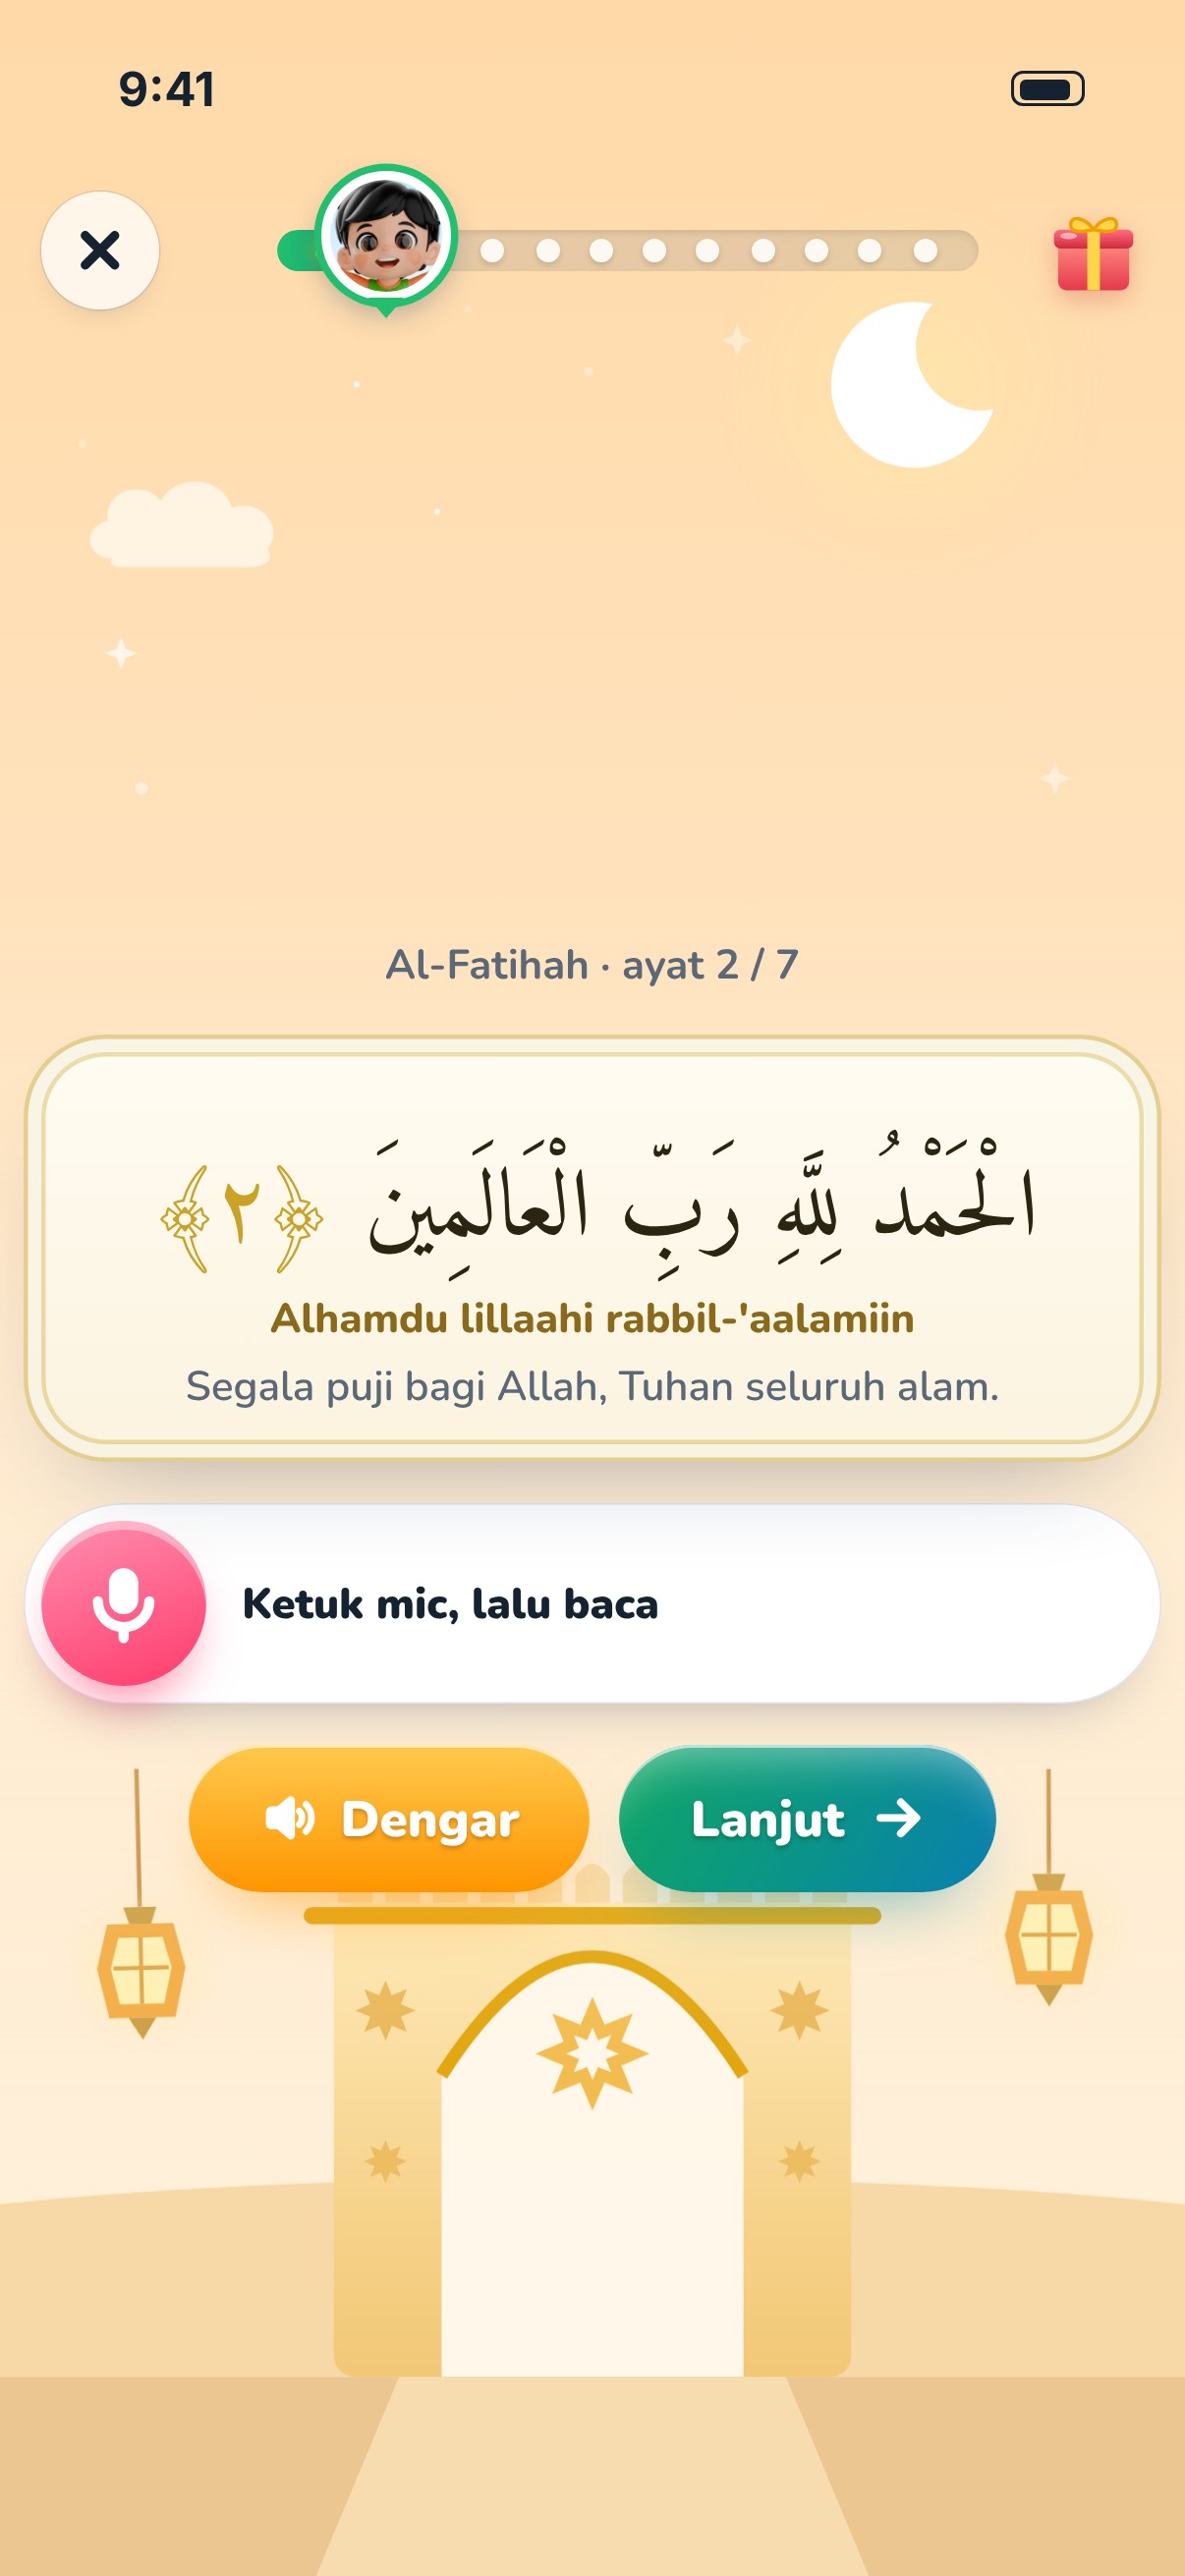 9:41
Al-Fatihah · ayat 2 / 7
الْحَمْدُ لِلَّهِ رَبِّ الْعَالَمِينَ ﴿٢﴾
Alhamdu lillaahi rabbil-'aalamiin
Segala puji bagi Allah, Tuhan seluruh alam.
Ketuk mic, lalu baca
Dengar
Lanjut →